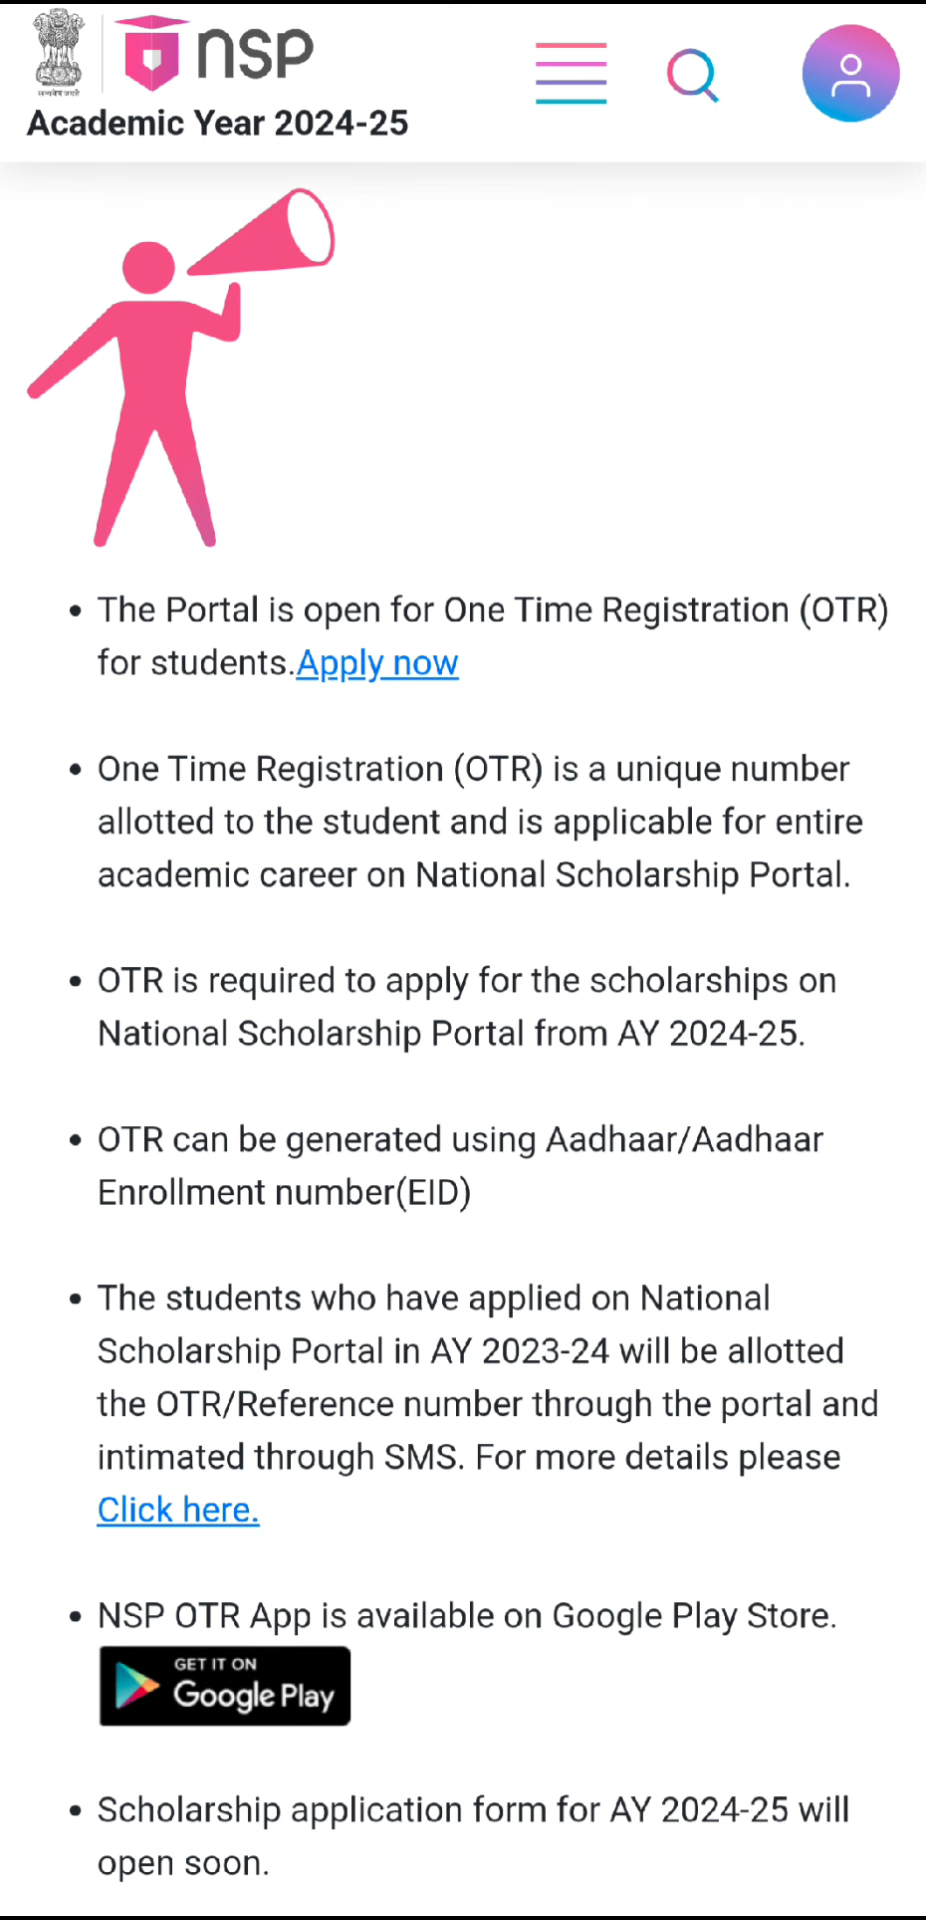 सत्यमेव जयते
nsp
Academic Year 2024-25
• The Portal is open for One Time Registration (OTR)
for students.Apply now
• One Time Registration (OTR) is a unique number
allotted to the student and is applicable for entire
academic career on National Scholarship Portal.
• OTR is required to apply for the scholarships on
National Scholarship Portal from AY 2024-25.
• OTR can be generated using Aadhaar/Aadhaar
Enrollment number(EID)
• The students who have applied on National
Scholarship Portal in AY 2023-24 will be allotted
the OTR/Reference number through the portal and
intimated through SMS. For more details please
Click here.
• NSP OTR App is available on Google Play Store.
GET IT ON
Google Play
• Scholarship application form for AY 2024-25 will
open soon.